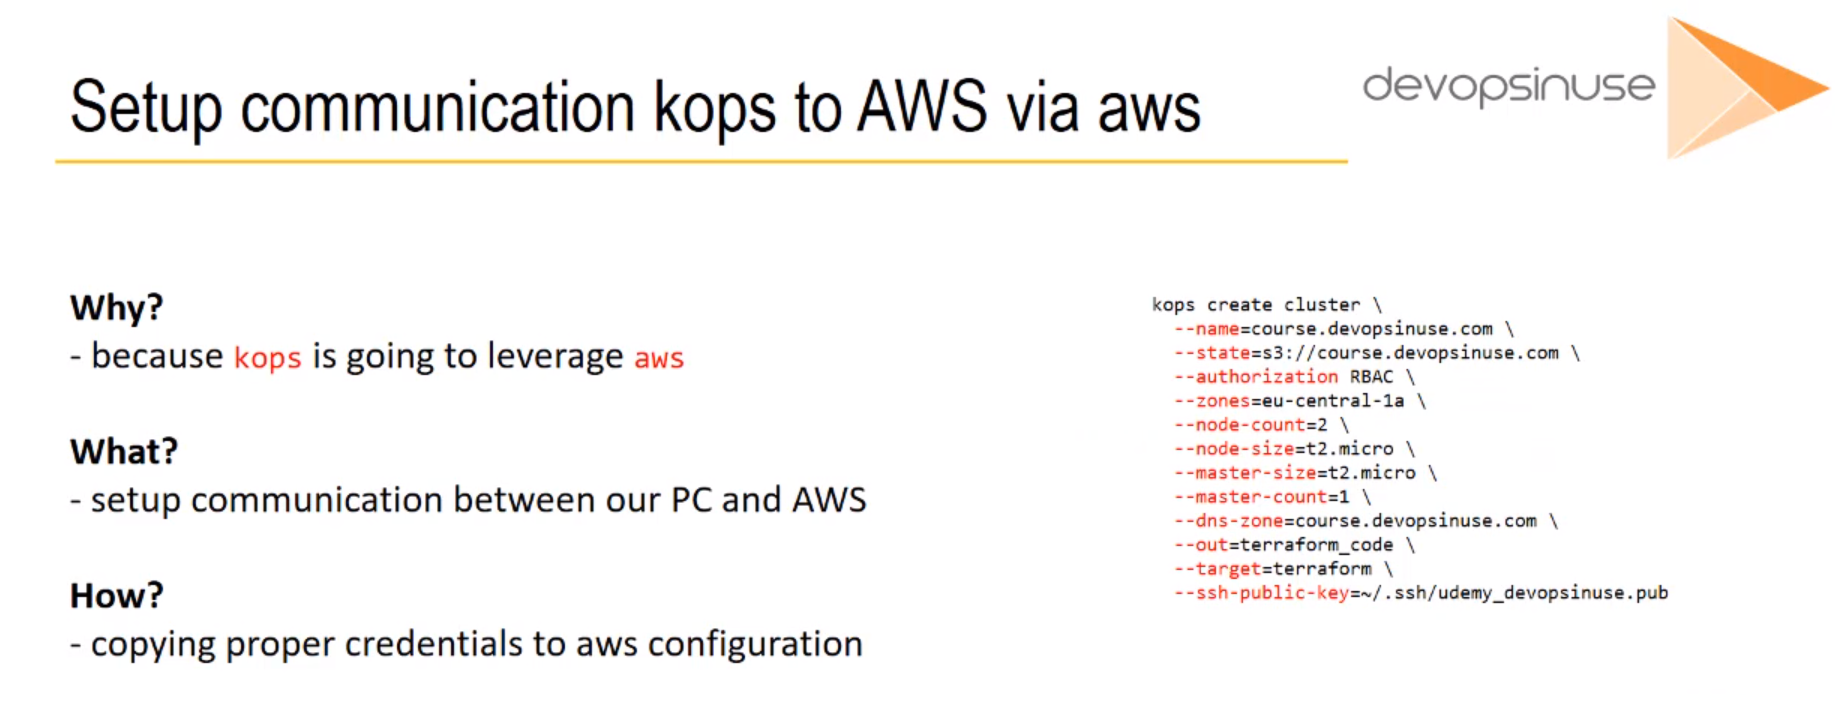 Setup communication kops to AWS via aws
devopsinuse
Why?
- because kops is going to leverage aws
What?
- setup communication between our PC and AWS
How?
- copying proper credentials to aws configuration
kops create cluster \
--name=course.devopsinuse.com \
--state=s3://course.devopsinuse.com \
--authorization RBAC \
--zones=eu-central-1a \
--node-count=2 \
--node-size=t2.micro \
--master-size=t2.micro \
--master-count=1 \
--dns-zone=course.devopsinuse.com \
--out=terraform_code \
--target=terraform \
--ssh-public-key=~/.ssh/udemy_devopsinuse.pub